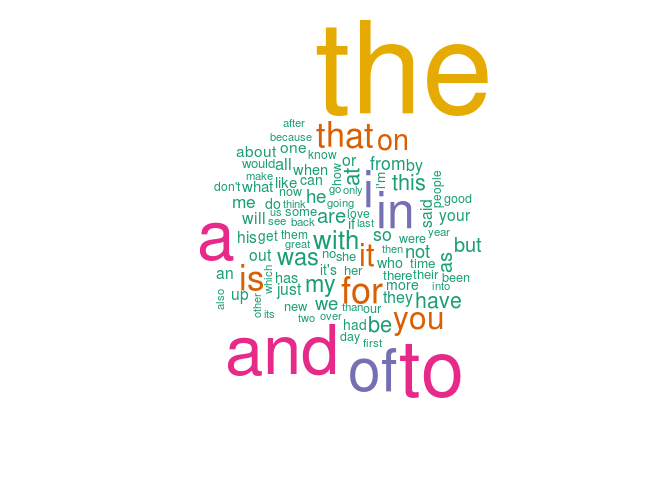 the
after
because
that on
about one know
would all when or from by
make how at
don't what like can i'm this people
now go only
me do think he i in good
us some going said your
will see back are love if last
a his get them with so were year
great then but
out was no she it not as
an is it's her who time
which has there their been
also up other just my for more into
they have
its new we than our
two over had be you
day first
and of to